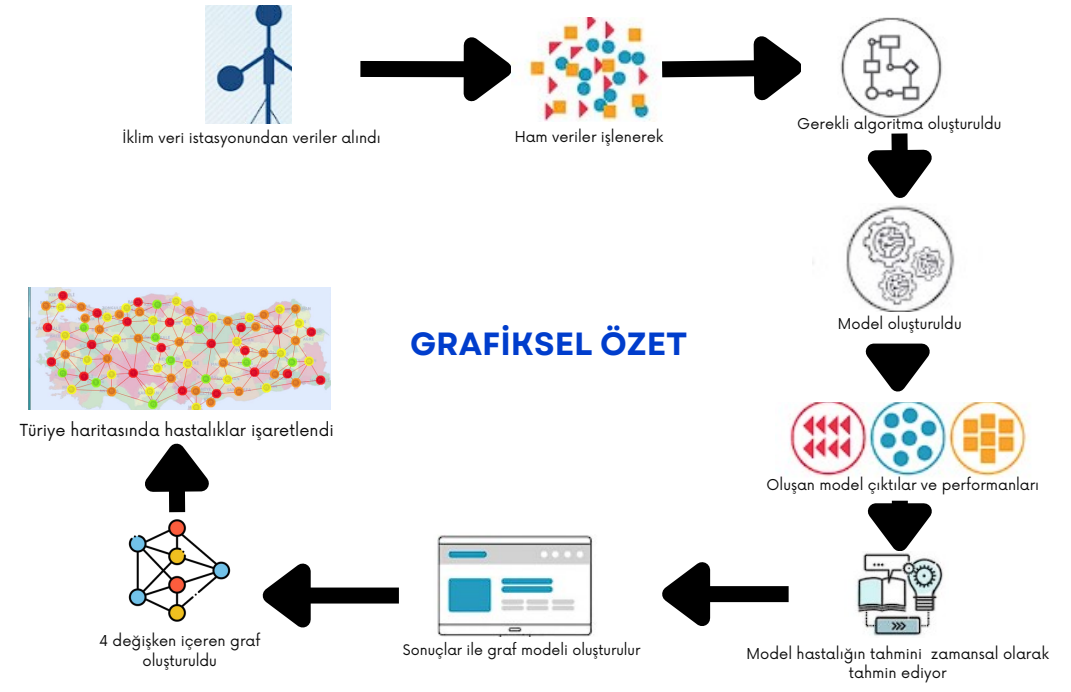 İklim veri istasyonundan veriler alındı
Ham veriler işlenerek
Gerekli algoritma oluşturuldu
Model oluşturuldu
GRAFİKSEL ÖZET
Oluşan model çıktılar ve performanları
Model hastalığın tahmini zamansal olarak
tahmin ediyor
Sonuçlar ile graf modeli oluşturulur
4 değişken içeren graf
oluşturuldu
Türiye haritasında hastalıklar işaretlendi